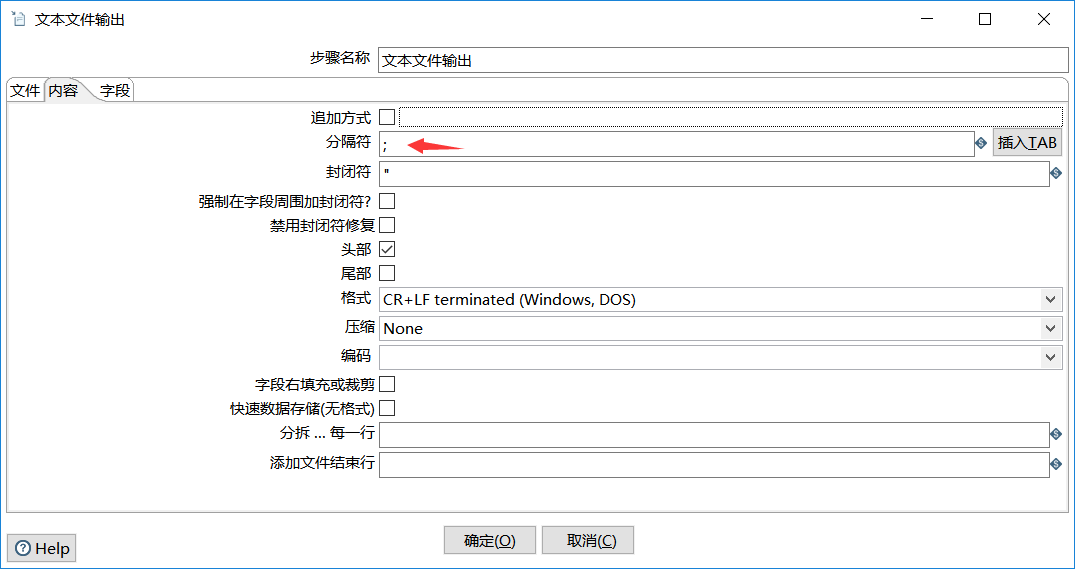 文本文件输出
步骤名称 文本文件输出
文件 内容 字段
追加方式
分隔符 ; 插入TAB
封闭符 "
强制在字段周围加封闭符?
禁用封闭符修复
头部
尾部
格式 CR+LF terminated (Windows, DOS)
压缩 None
编码
字段右填充或裁剪
快速数据存储(无格式)
分拆 ... 每一行
添加文件结束行
确定(O) 取消(C)
Help